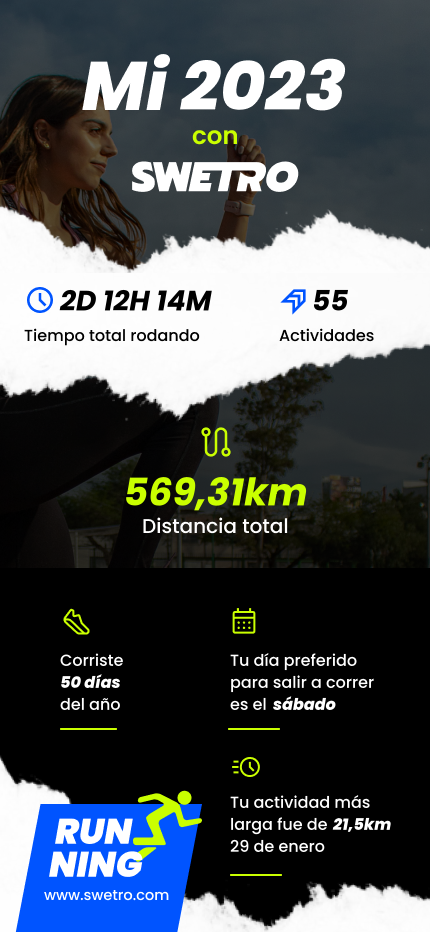 Mi 2023
con
SWETRO
2D 12H 14M
Tiempo total rodando
55
Actividades
569,31km
Distancia total
Corriste
50 días
del año
Tu día preferido
para salir a correr
es el sábado
Tu actividad más
larga fue de 21,5km
29 de enero
RUN
NING
www.swetro.com